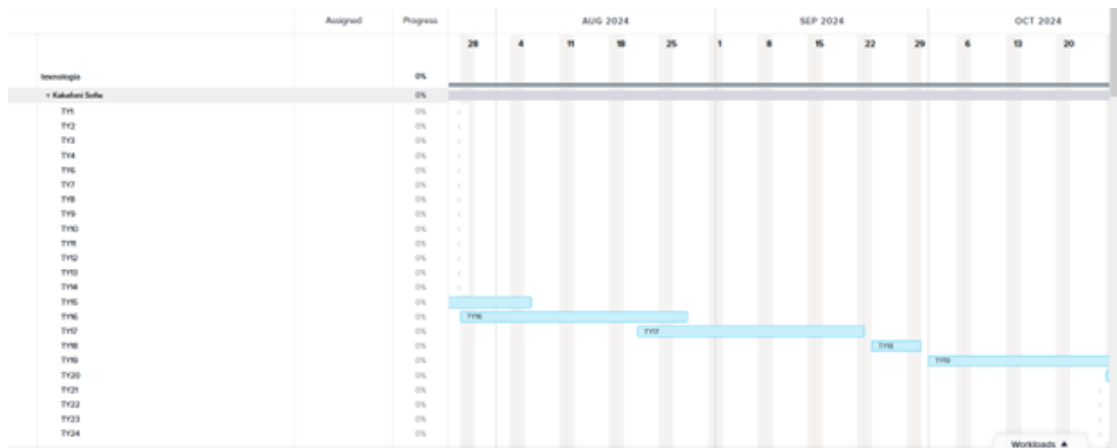 Assigned Progress AUG 2024 SEP 2024 OCT 2024
28 4 11 18 25 1 8 15 22 29 6 13 20
texnologia 0%
Kakafoni Sofia 0%
TY1 0%
TY2 0%
TY3 0%
TY4 0%
TY6 0%
TY7 0%
TY8 0%
TY9 0%
TY10 0%
TY11 0%
TY12 0%
TY13 0%
TY14 0%
TY15 0%
TY16 0% TY16
TY17 0% TY17
TY18 0% TY18
TY19 0% TY19
TY20 0%
TY21 0%
TY22 0%
TY23 0%
TY24 0%
Workloads